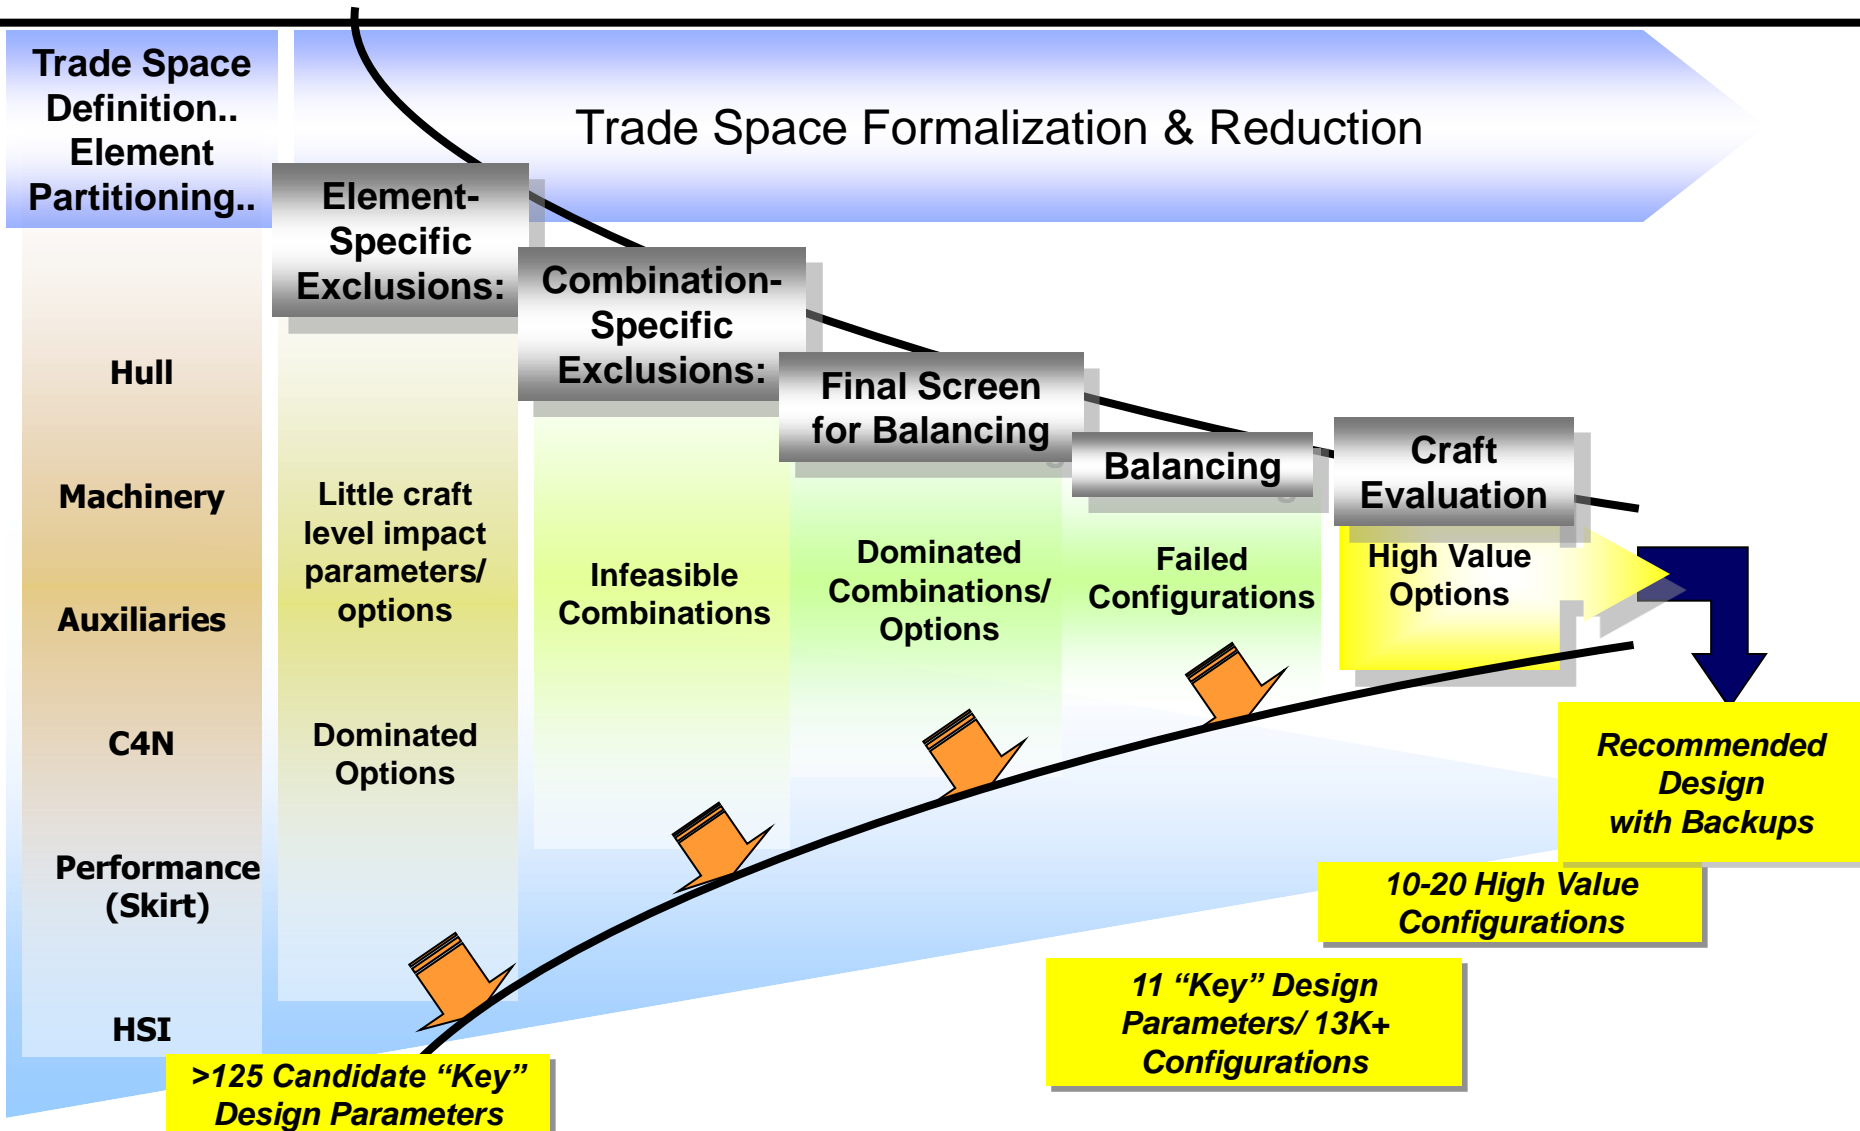 Trade Space
Definition..
Element
Partitioning..
Trade Space Formalization & Reduction
Element-
Specific
Exclusions:
Combination-
Specific
Exclusions:
Final Screen
for Balancing
Balancing
Craft
Evaluation
Hull
Machinery
Auxiliaries
C4N
Performance
(Skirt)
HSI
Little craft
level impact
parameters/
options
Dominated
Options
Infeasible
Combinations
Dominated
Combinations/
Options
Failed
Configurations
High Value
Options
Recommended
Design
with Backups
10-20 High Value
Configurations
11 “Key” Design
Parameters/ 13K+
Configurations
>125 Candidate “Key”
Design Parameters